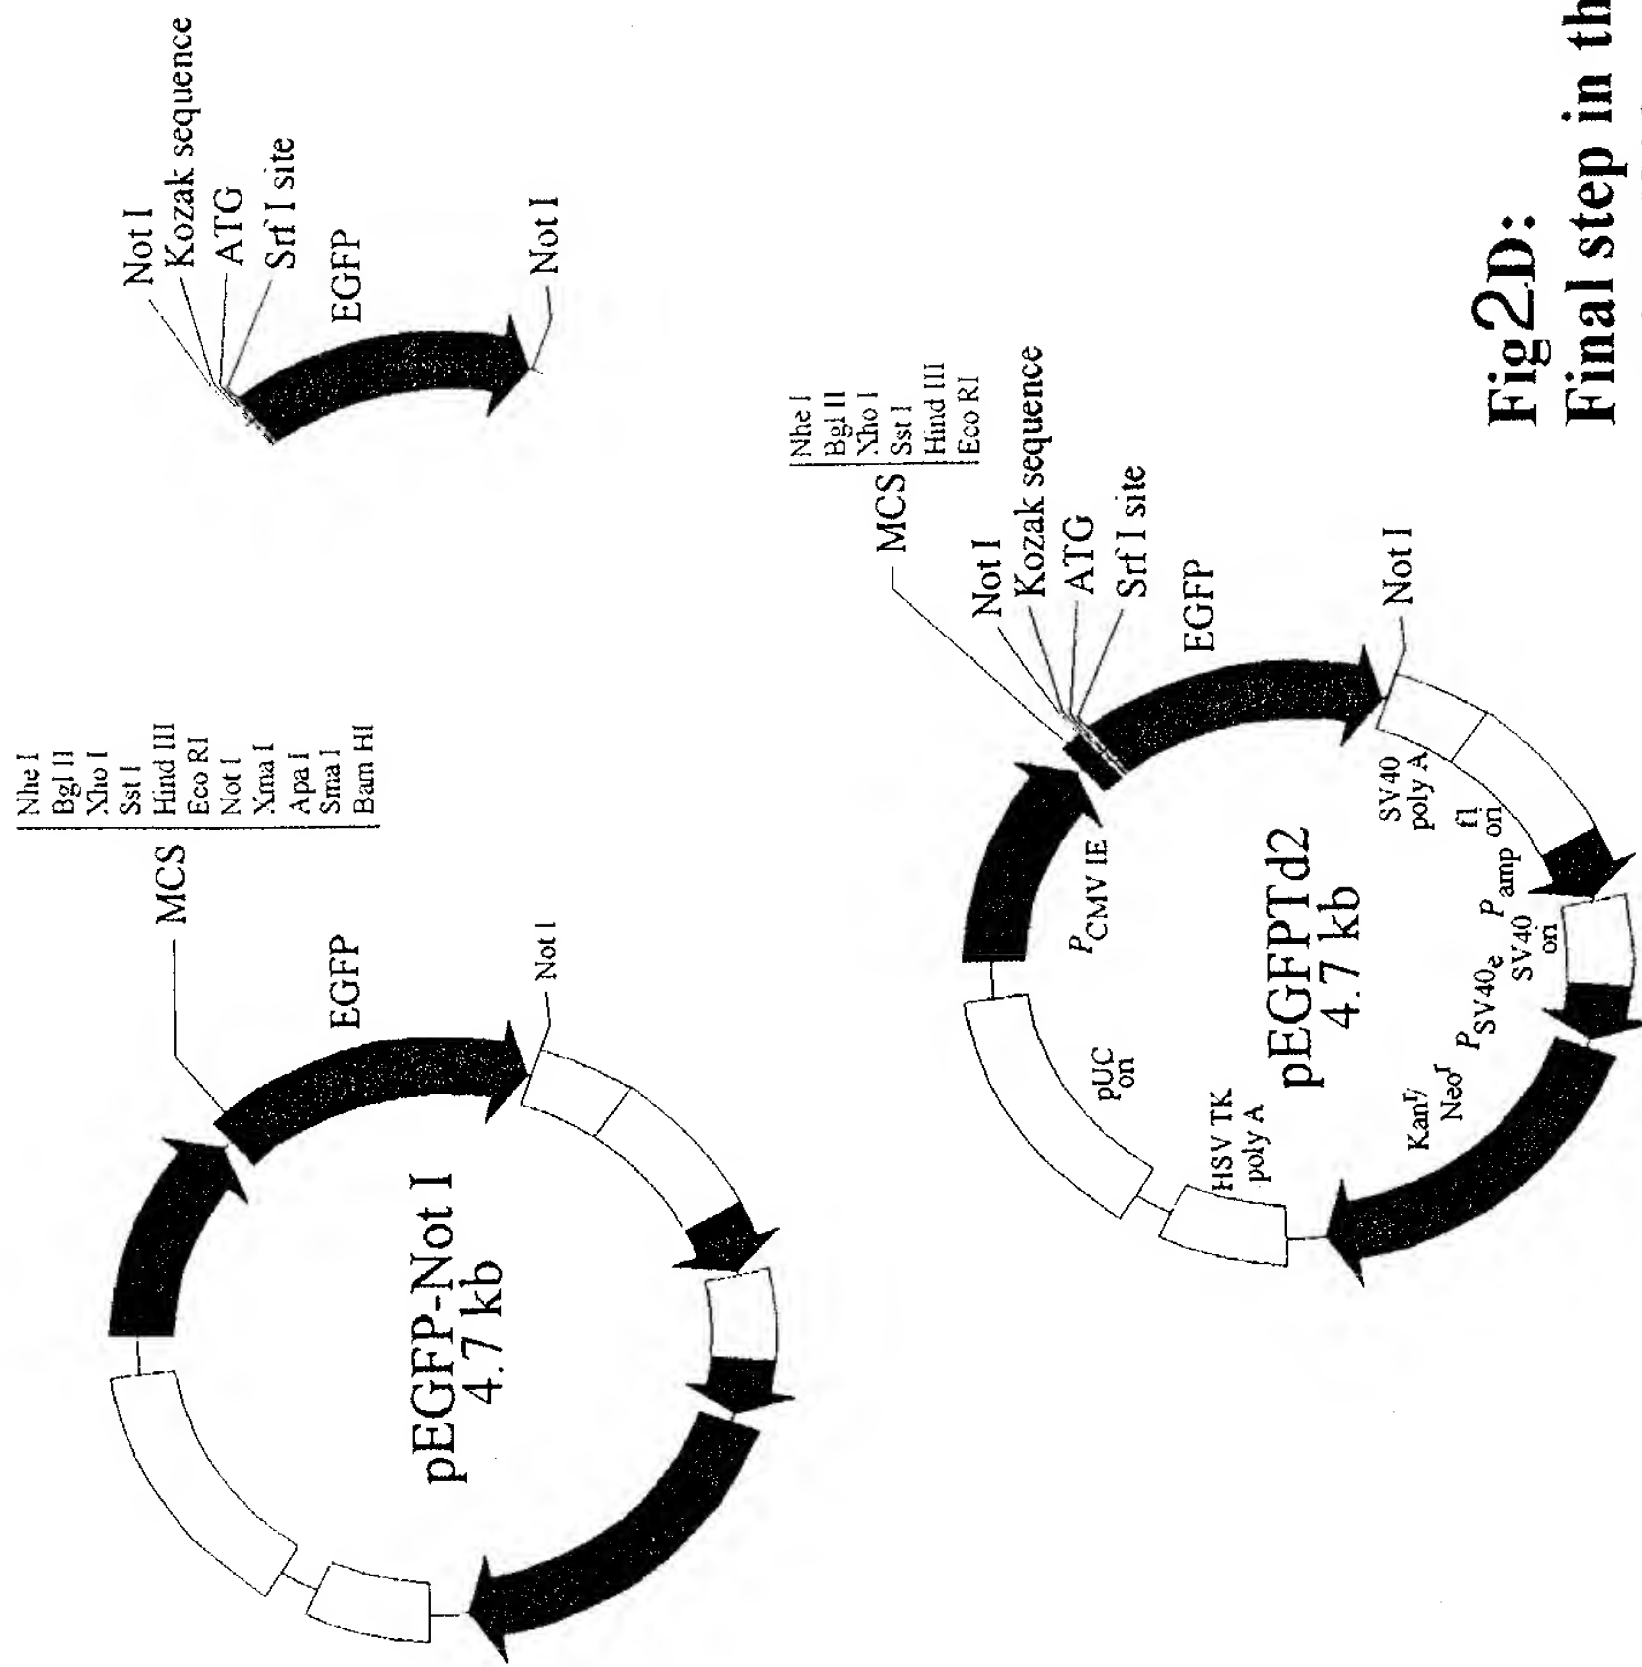 Nhe I
Bgl II
Xho I
Sst I
Hind III
Eco RI
Not I
Xma I
Apa I
Sma I
Bam HI
MCS
EGFP
Not I
pEGFP-Not I
4.7 kb
Not I
Kozak sequence
ATG
Srf I site
EGFP
Not I
Nhe I
Bgl II
Xho I
Sst I
Hind III
Eco RI
MCS
Not I
Kozak sequence
ATG
Srf I site
EGFP
Not I
PCMV IE
pUC
ori
HSV TK
poly A
pEGFPTd2
4.7 kb
SV40
poly A
f1
ori
Pamp
SV40
ori
PSV40e
Kanr/
Neor
Fig2D:
Final step in th